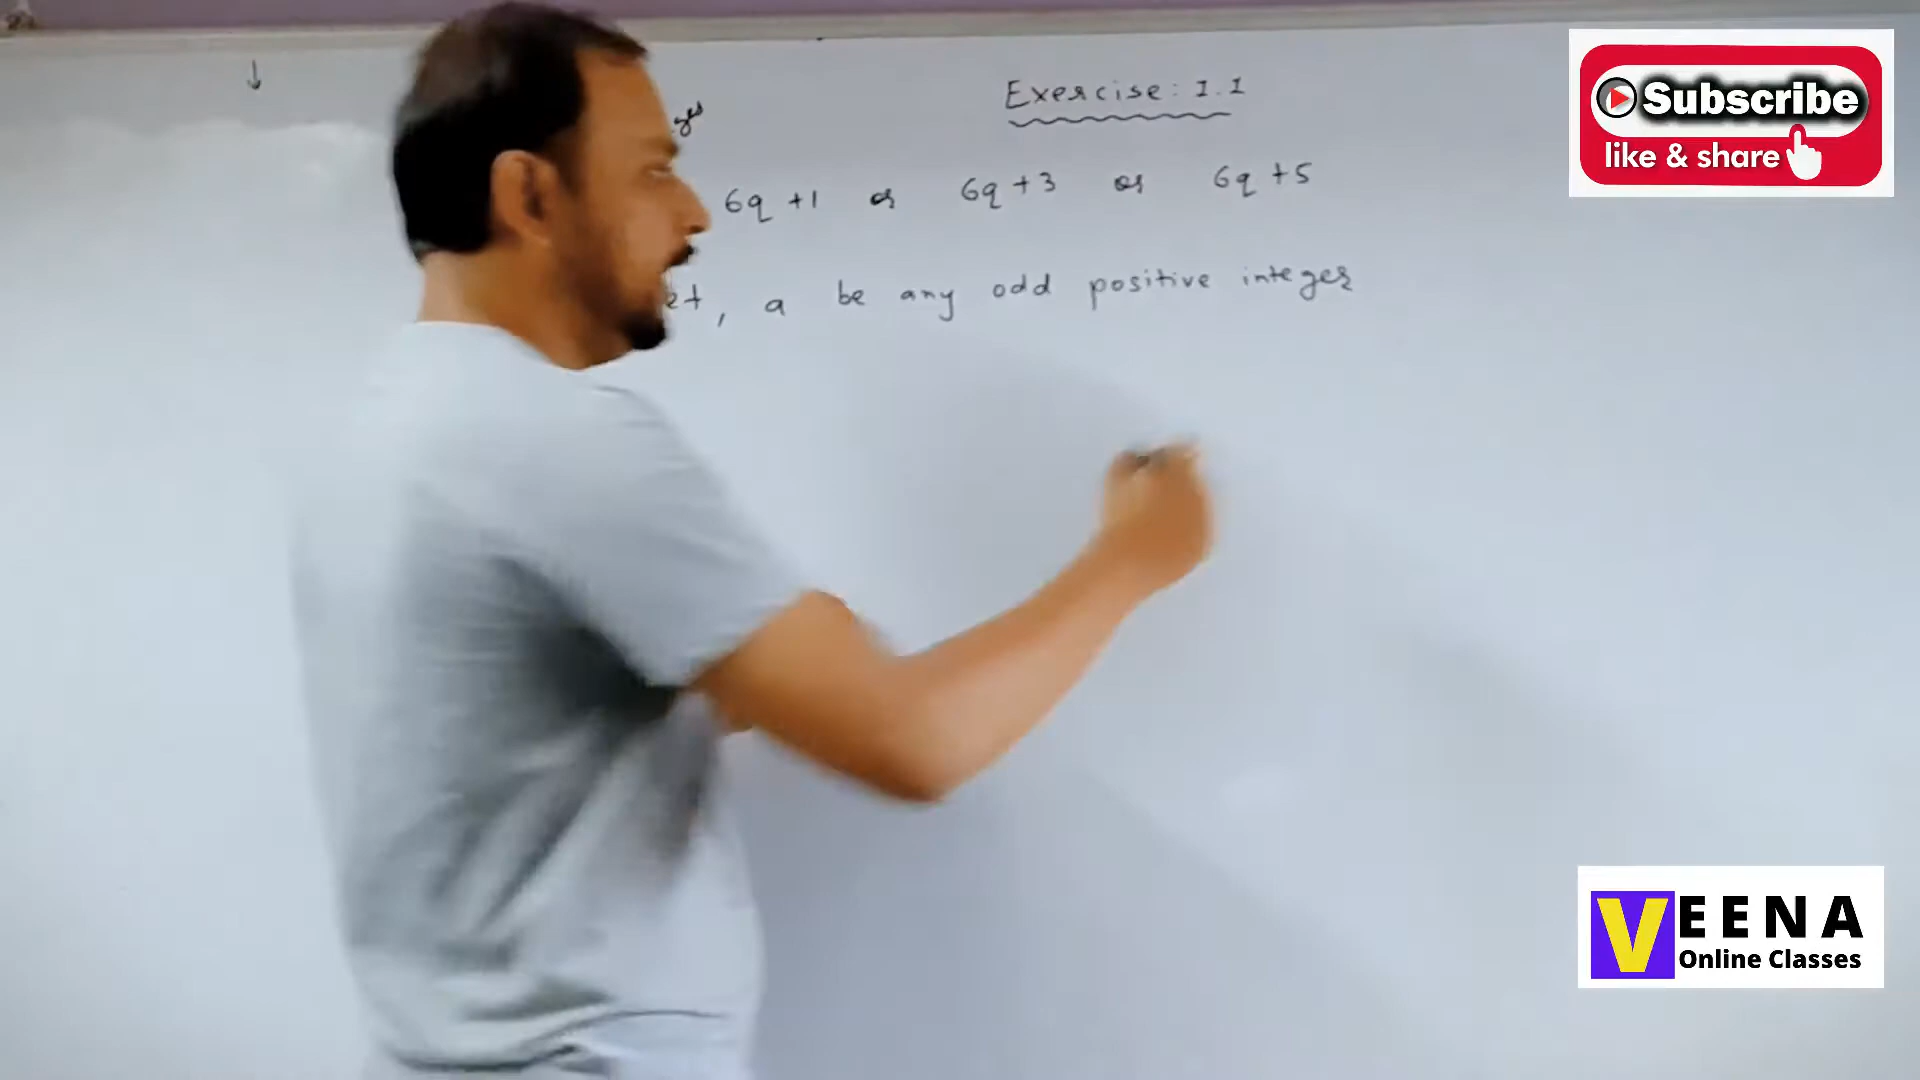 Exercise: 1.1
6q +1 or 6q +3 or 6q +5
, a be any odd positive integer
Subscribe
like & share
VEENA
Online Classes